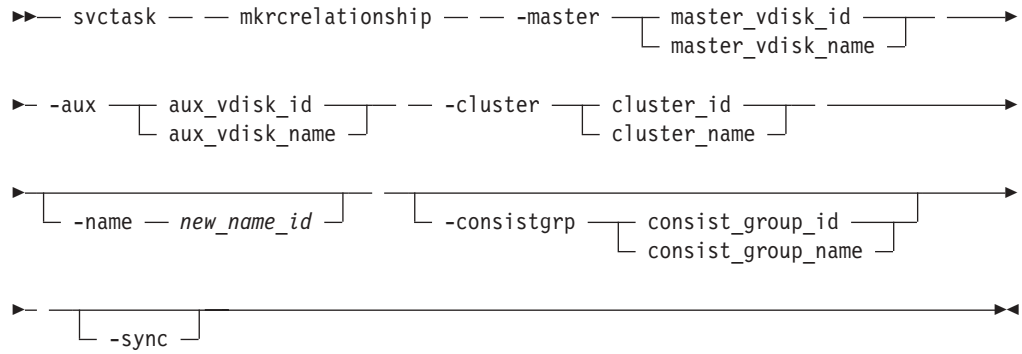 svctask mkrcrelationship -master master_vdisk_id
master_vdisk_name
-aux aux_vdisk_id -cluster cluster_id
aux_vdisk_name cluster_name
-name new_name_id -consistgrp consist_group_id
consist_group_name
-sync